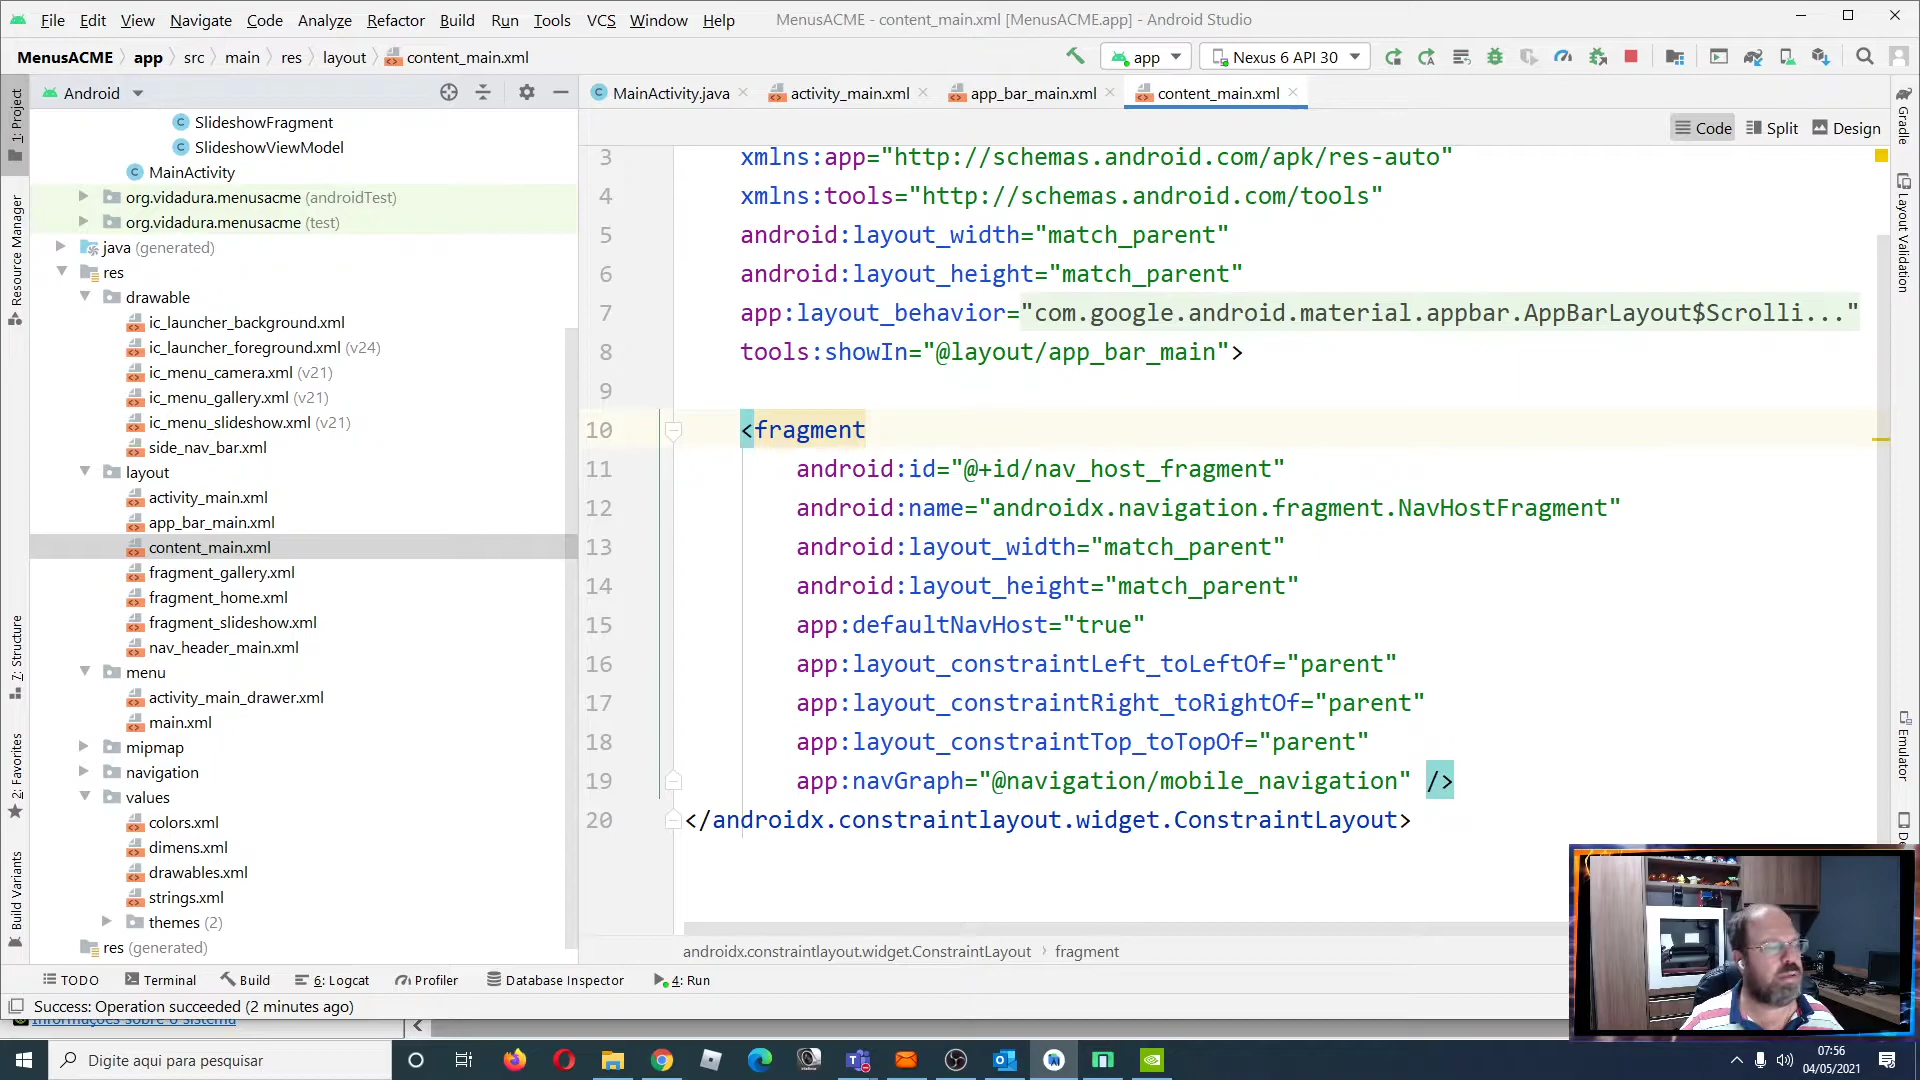 File Edit View Navigate Code Analyze Refactor Build Run Tools VCS Window Help MenusACME - content_main.xml [MenusACME.app] - Android Studio
MenusACME app src main res layout content_main.xml app Nexus 6 API 30
Android MainActivity.java activity_main.xml app_bar_main.xml content_main.xml
Code Split Design
1: Project
Resource Manager
7: Structure
2: Favorites
Build Variants
SlideshowFragment
SlideshowViewModel
MainActivity
org.vidadura.menusacme (androidTest)
org.vidadura.menusacme (test)
java (generated)
res
drawable
ic_launcher_background.xml
ic_launcher_foreground.xml (v24)
ic_menu_camera.xml (v21)
ic_menu_gallery.xml (v21)
ic_menu_slideshow.xml (v21)
side_nav_bar.xml
layout
activity_main.xml
app_bar_main.xml
content_main.xml
fragment_gallery.xml
fragment_home.xml
fragment_slideshow.xml
nav_header_main.xml
menu
activity_main_drawer.xml
main.xml
mipmap
navigation
values
colors.xml
dimens.xml
drawables.xml
strings.xml
themes (2)
res (generated)
3 xmlns:app="http://schemas.android.com/apk/res-auto"
4 xmlns:tools="http://schemas.android.com/tools"
5 android:layout_width="match_parent"
6 android:layout_height="match_parent"
7 app:layout_behavior="com.google.android.material.appbar.AppBarLayout$Scrolli..."
8 tools:showIn="@layout/app_bar_main">
9
10 <fragment
11 android:id="@+id/nav_host_fragment"
12 android:name="androidx.navigation.fragment.NavHostFragment"
13 android:layout_width="match_parent"
14 android:layout_height="match_parent"
15 app:defaultNavHost="true"
16 app:layout_constraintLeft_toLeftOf="parent"
17 app:layout_constraintRight_toRightOf="parent"
18 app:layout_constraintTop_toTopOf="parent"
19 app:navGraph="@navigation/mobile_navigation" />
20 </androidx.constraintlayout.widget.ConstraintLayout>
androidx.constraintlayout.widget.ConstraintLayout › fragment
Gradle
Layout Validation
Emulator
TODO Terminal Build 6: Logcat Profiler Database Inspector 4: Run
Success: Operation succeeded (2 minutes ago)
Informações sobre o sistema
Digite aqui para pesquisar
07:56
04/05/2021